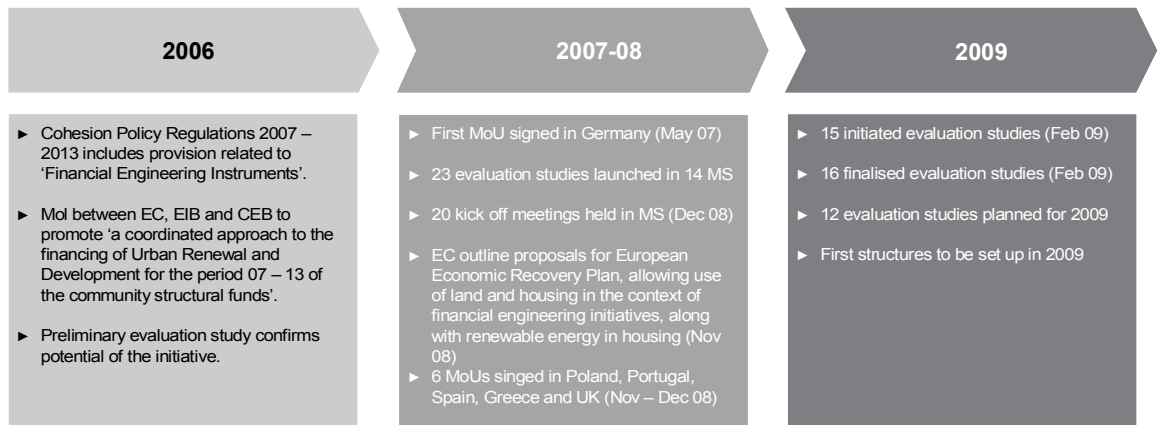 2006
► Cohesion Policy Regulations 2007 –
2013 includes provision related to
'Financial Engineering Instruments'.
► MoI between EC, EIB and CEB to
promote 'a coordinated approach to the
financing of Urban Renewal and
Development for the period 07 – 13 of
the community structural funds'.
► Preliminary evaluation study confirms
potential of the initiative.
2007-08
► First MoU signed in Germany (May 07)
► 23 evaluation studies launched in 14 MS
► 20 kick off meetings held in MS (Dec 08)
► EC outline proposals for European
Economic Recovery Plan, allowing use
of land and housing in the context of
financial engineering initiatives, along
with renewable energy in housing (Nov
08)
► 6 MoUs singed in Poland, Portugal,
Spain, Greece and UK (Nov – Dec 08)
2009
► 15 initiated evaluation studies (Feb 09)
► 16 finalised evaluation studies (Feb 09)
► 12 evaluation studies planned for 2009
► First structures to be set up in 2009